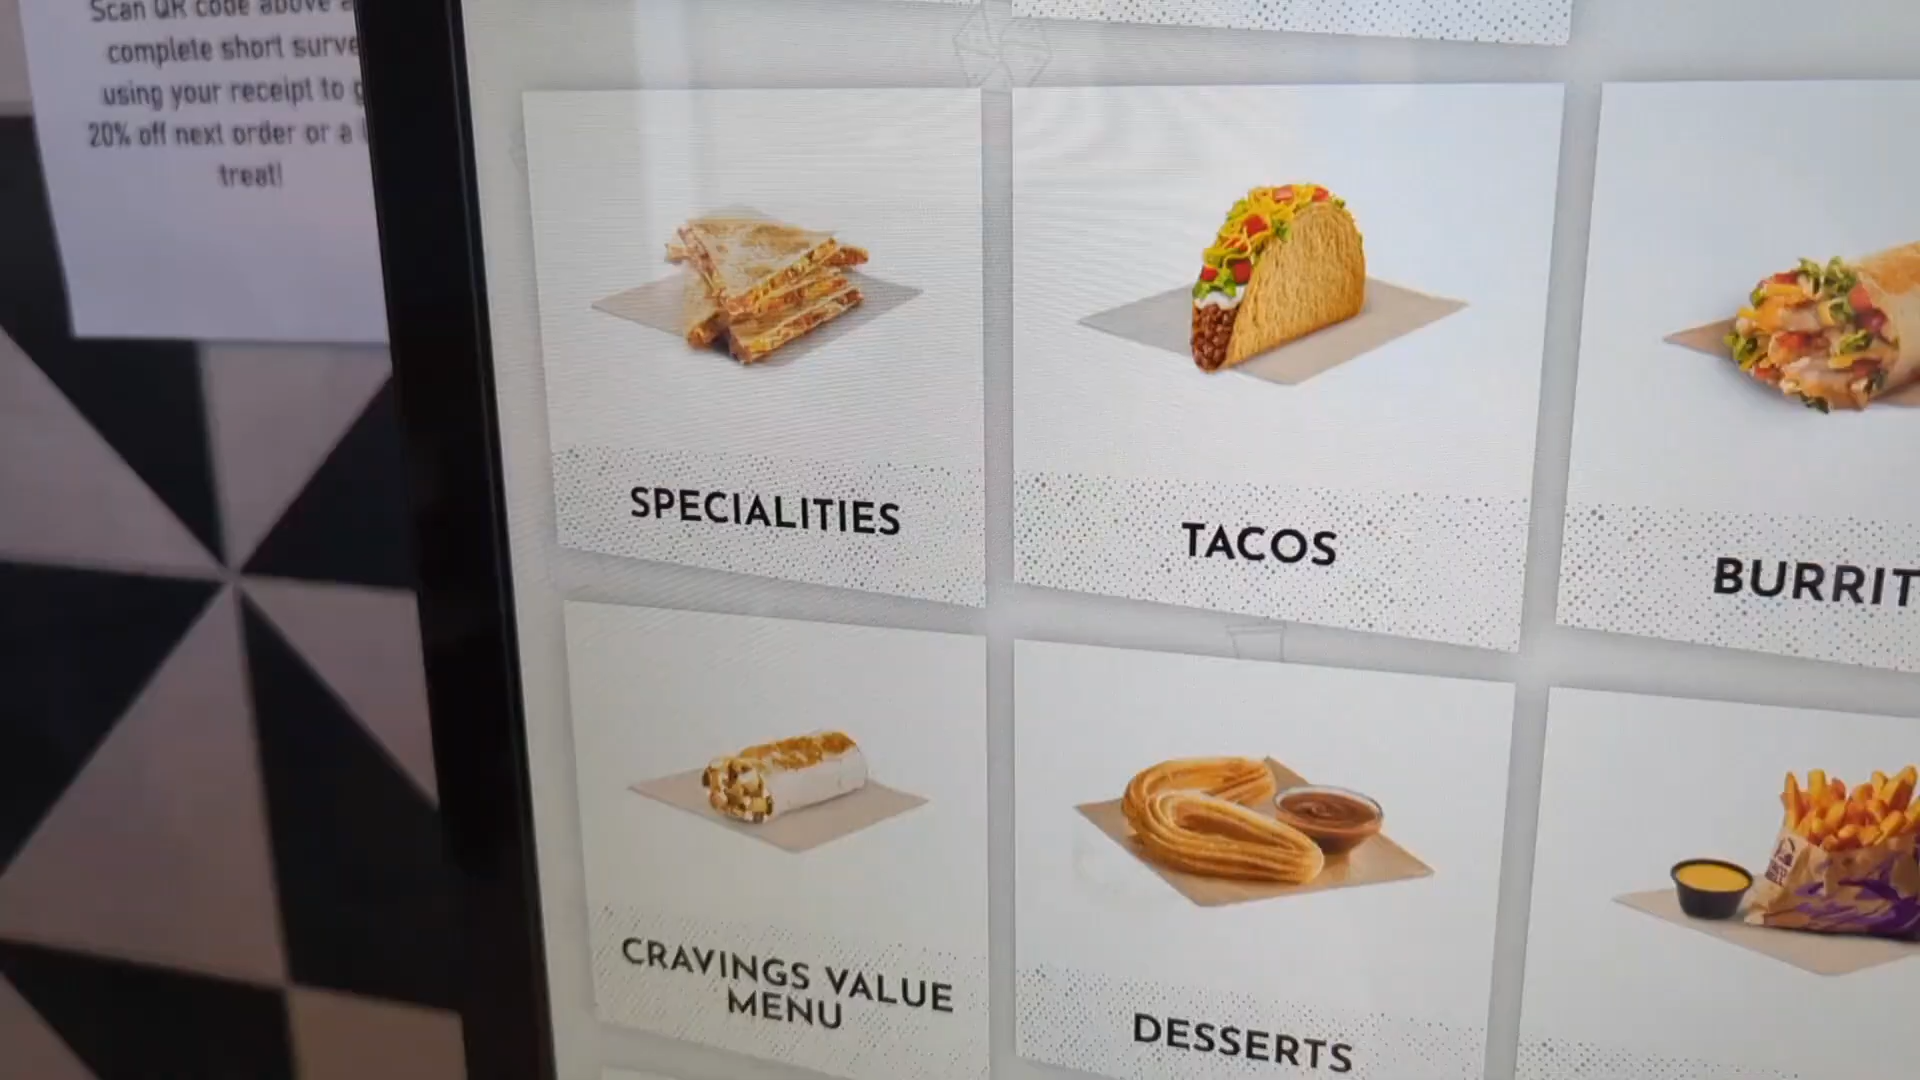 Scan QR code above
complete short surve
using your receipt to g
20% off next order or a
treat!
SPECIALITIES
TACOS
BURRIT
CRAVINGS VALUE
MENU
DESSERTS